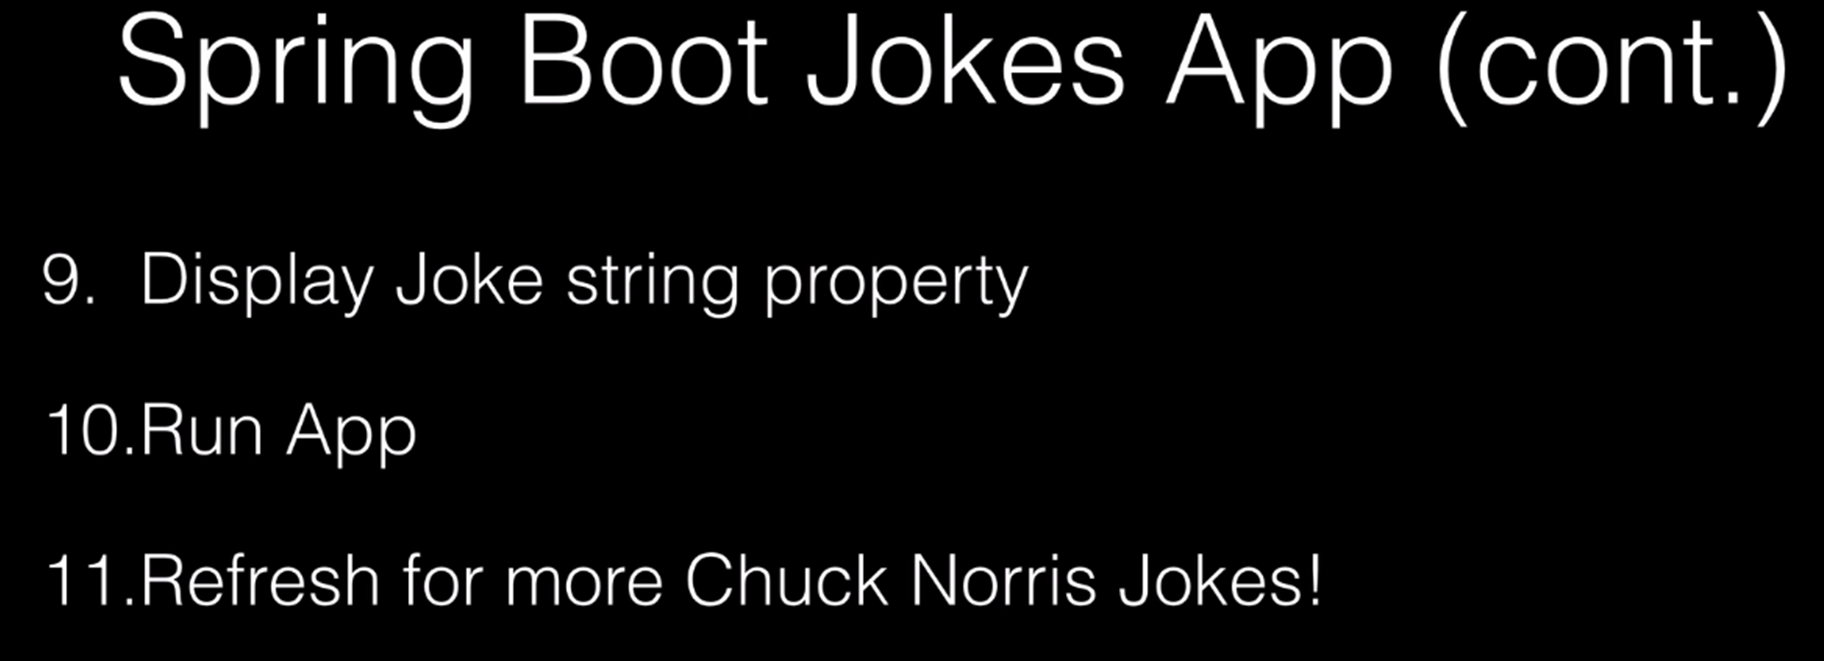 Spring Boot Jokes App (cont.)
9. Display Joke string property
10.Run App
11.Refresh for more Chuck Norris Jokes!